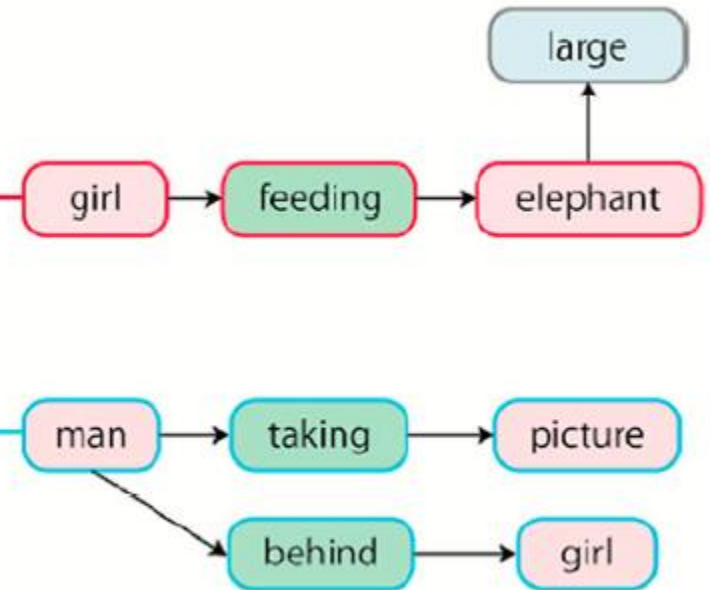 large
girl feeding elephant
man taking picture
behind girl